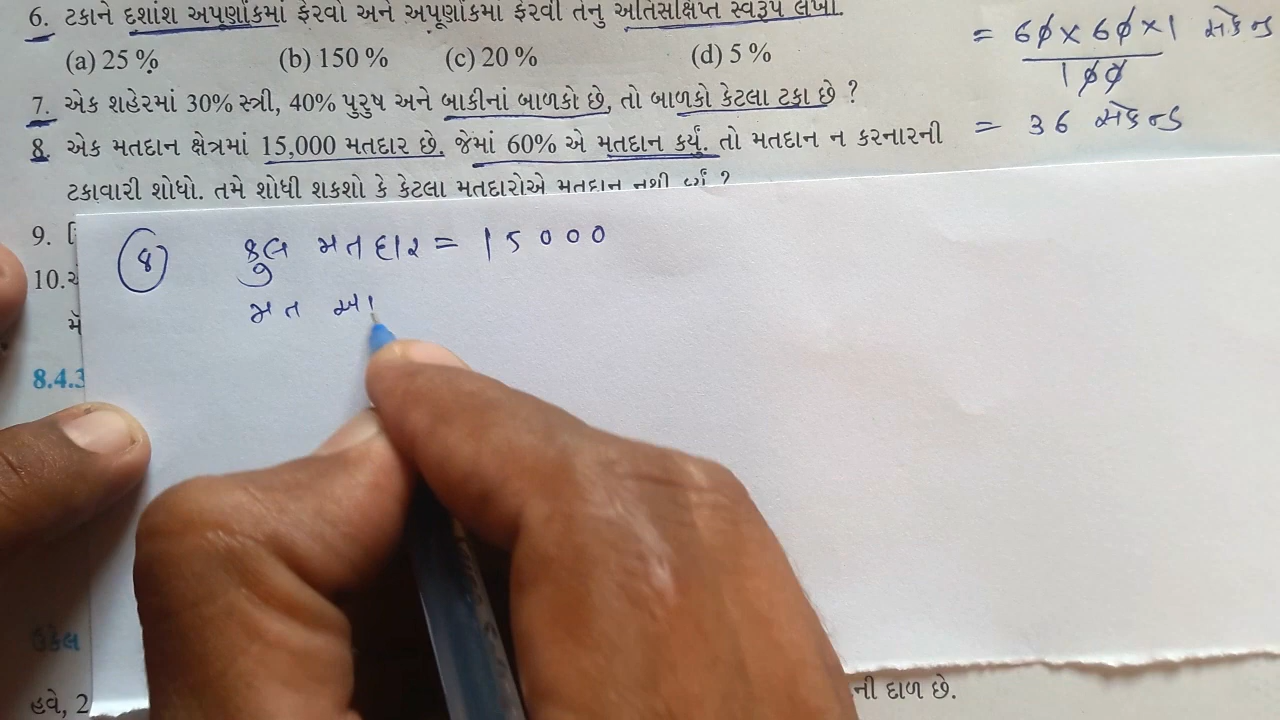 6. ટકાને દશાંશ અપૂર્ણાંકમાં ફેરવો અને અપૂર્ણાંકમાં ફેરવી તેનું અતિસંક્ષિપ્ત સ્વરૂપ લખો.
(a) 25 % (b) 150 % (c) 20 % (d) 5 %
7. એક શહેરમાં 30% સ્ત્રી, 40% પુરુષ અને બાકીનાં બાળકો છે, તો બાળકો કેટલા ટકા છે ?
8. એક મતદાન ક્ષેત્રમાં 15,000 મતદાર છે. જેમાં 60% એ મતદાન કર્યું. તો મતદાન ન કરનારની
ટકાવારી શોધો. તમે શોધી શકશો કે કેટલા મતદારોએ મતદાન નથી કર્યું ?
= 60 × 60 × 1 સેકન્ડ
100
= 36 સેકન્ડ
9.
10.
8 કુલ મતદાર = 15000
મત આ
8.4.3
ઉકેલ
હવે, 2
ની દાળ છે.